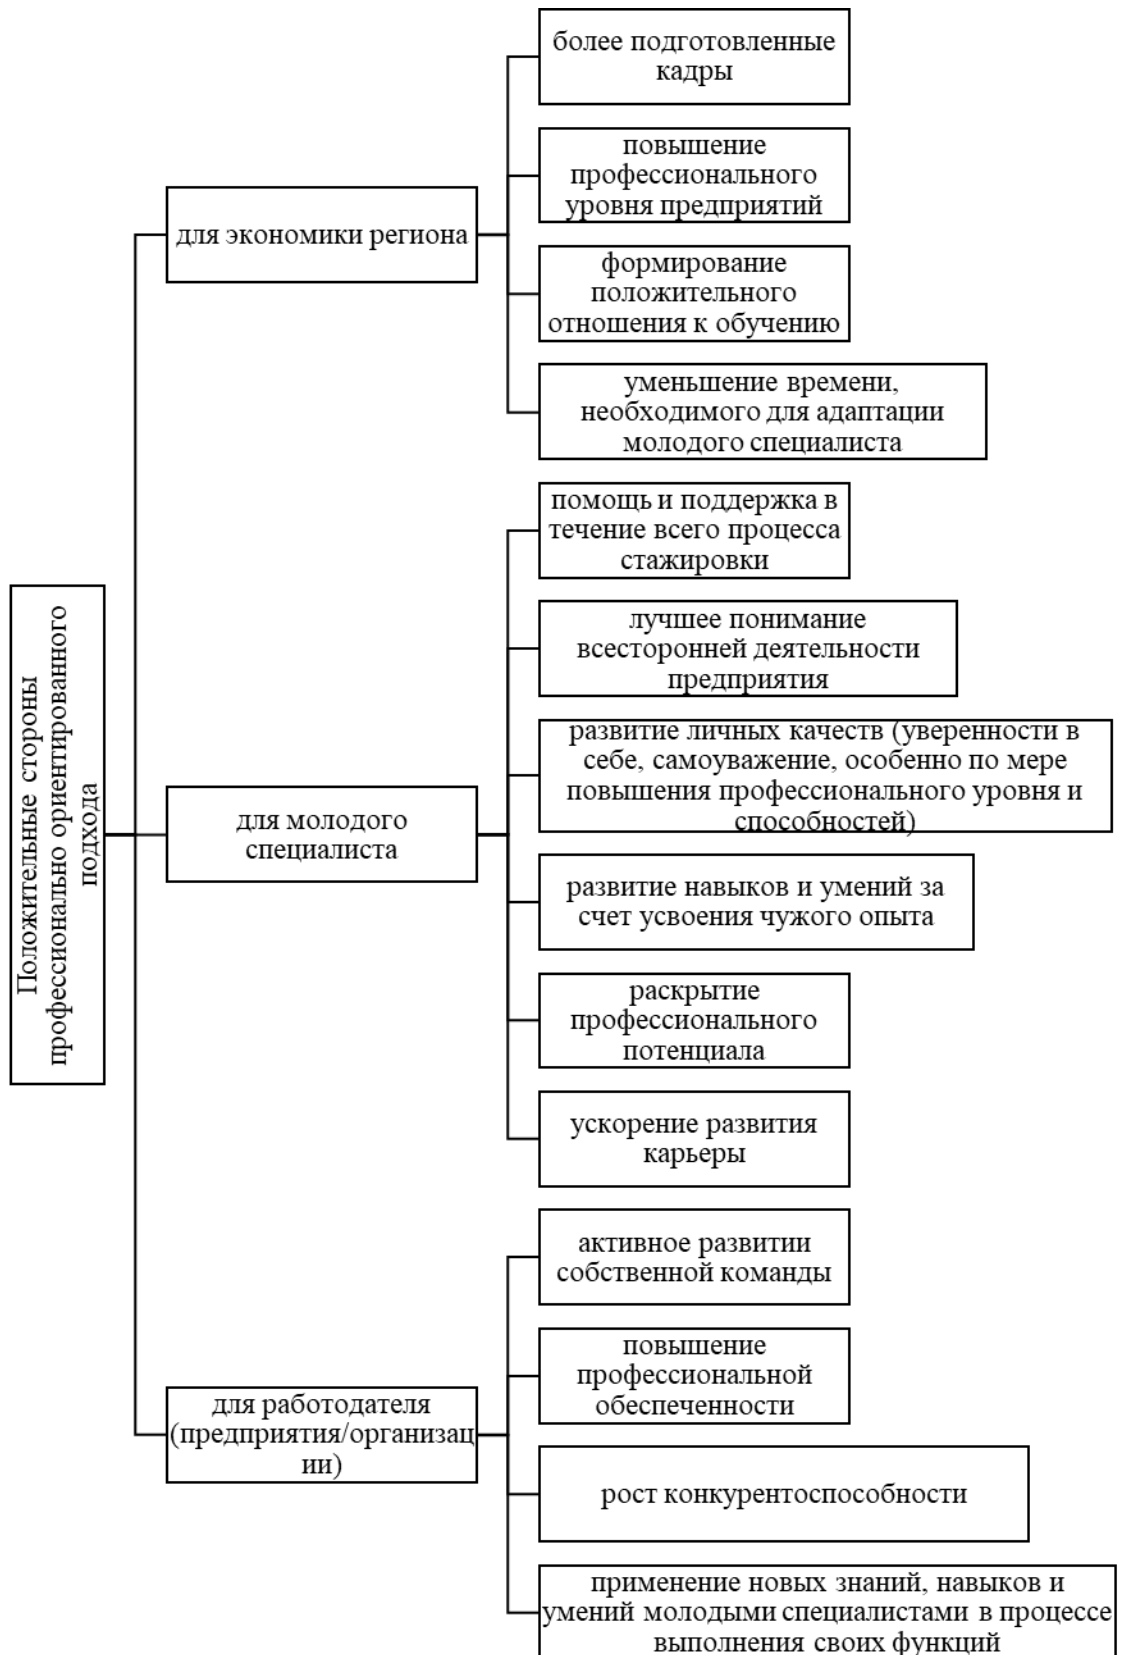 Положительные стороны
профессионально ориентированного
подхода
для экономики региона
более подготовленные
кадры
повышение
профессионального
уровня предприятий
формирование
положительного
отношения к обучению
уменьшение времени,
необходимого для адаптации
молодого специалиста
для молодого
специалиста
помощь и поддержка в
течение всего процесса
стажировки
лучшее понимание
всесторонней деятельности
предприятия
развитие личных качеств (уверенности в
себе, самоуважение, особенно по мере
повышения профессионального уровня и
способностей)
развитие навыков и умений за
счет усвоения чужого опыта
раскрытие
профессионального
потенциала
ускорение развития
карьеры
для работодателя
(предприятия/организац
ии)
активное развитии
собственной команды
повышение
профессиональной
обеспеченности
рост конкурентоспособности
применение новых знаний, навыков и
умений молодыми специалистами в процессе
выполнения своих функций